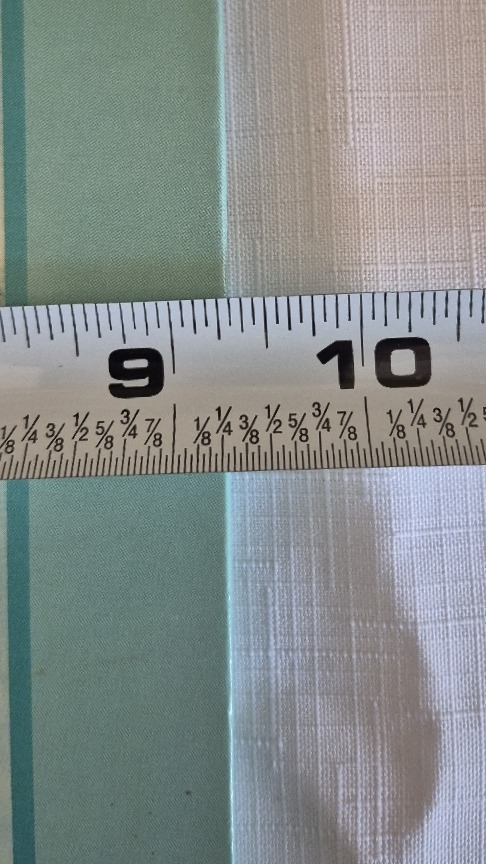 9 10
⅛ ¼ ⅜ ½ ⅝ ¾ ⅞ ⅛ ¼ ⅜ ½ ⅝ ¾ ⅞ ⅛ ¼ ⅜ ½